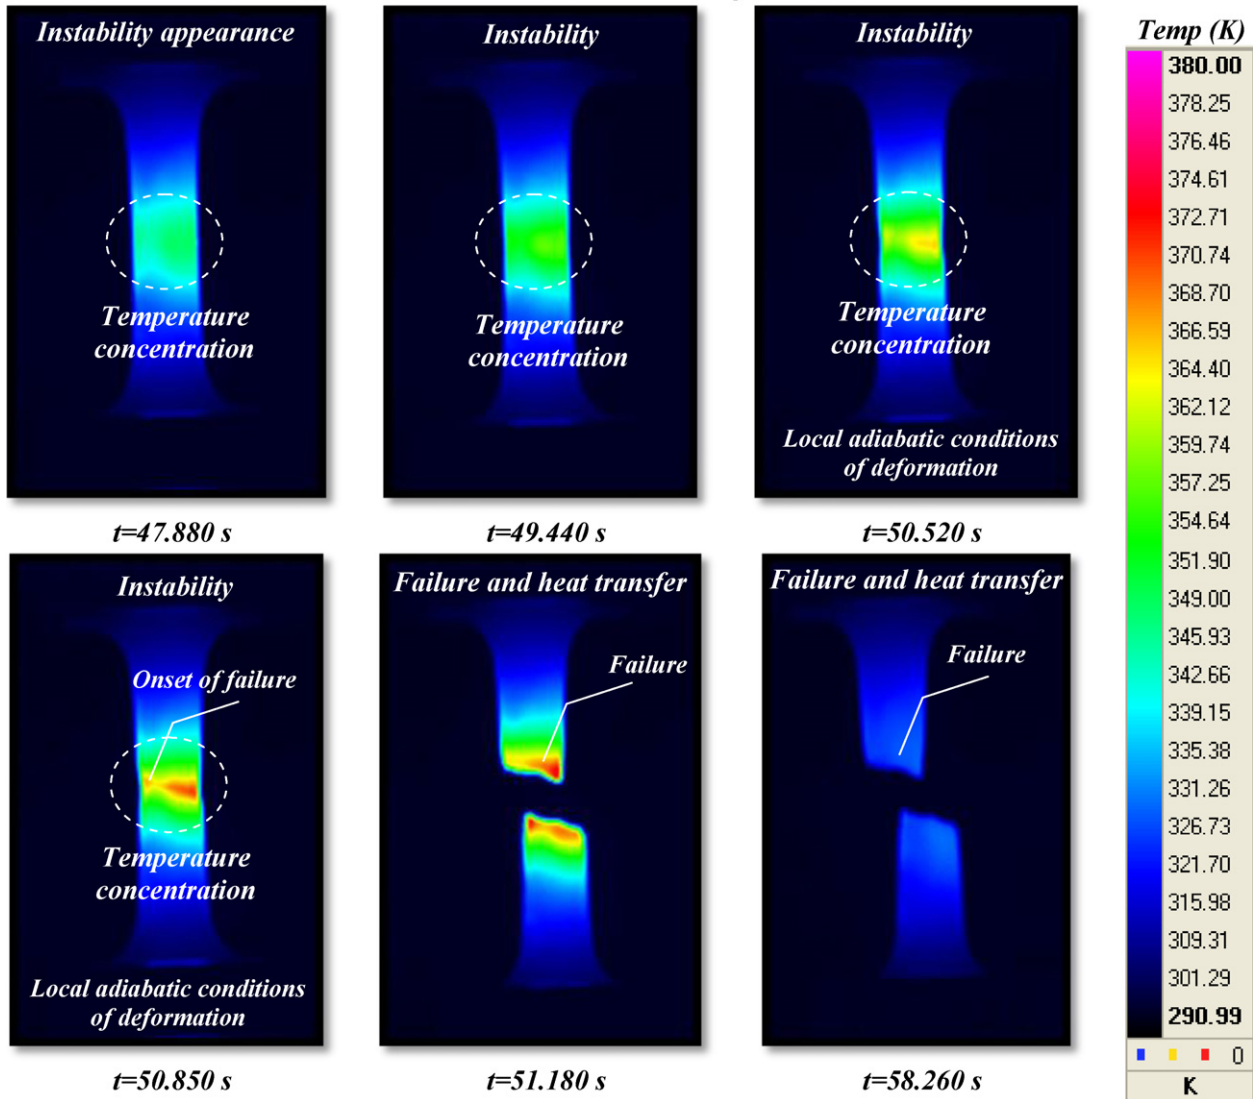 Instability appearance
Temperature
concentration
t=47.880 s
Instability
Temperature
concentration
t=49.440 s
Instability
Temperature
concentration
Local adiabatic conditions
of deformation
t=50.520 s
Instability
Onset of failure
Temperature
concentration
Local adiabatic conditions
of deformation
t=50.850 s
Failure and heat transfer
Failure
t=51.180 s
Failure and heat transfer
Failure
t=58.260 s
Temp (K)
380.00
378.25
376.46
374.61
372.71
370.74
368.70
366.59
364.40
362.12
359.74
357.25
354.64
351.90
349.00
345.93
342.66
339.15
335.38
331.26
326.73
321.70
315.98
309.31
301.29
290.99
0
K